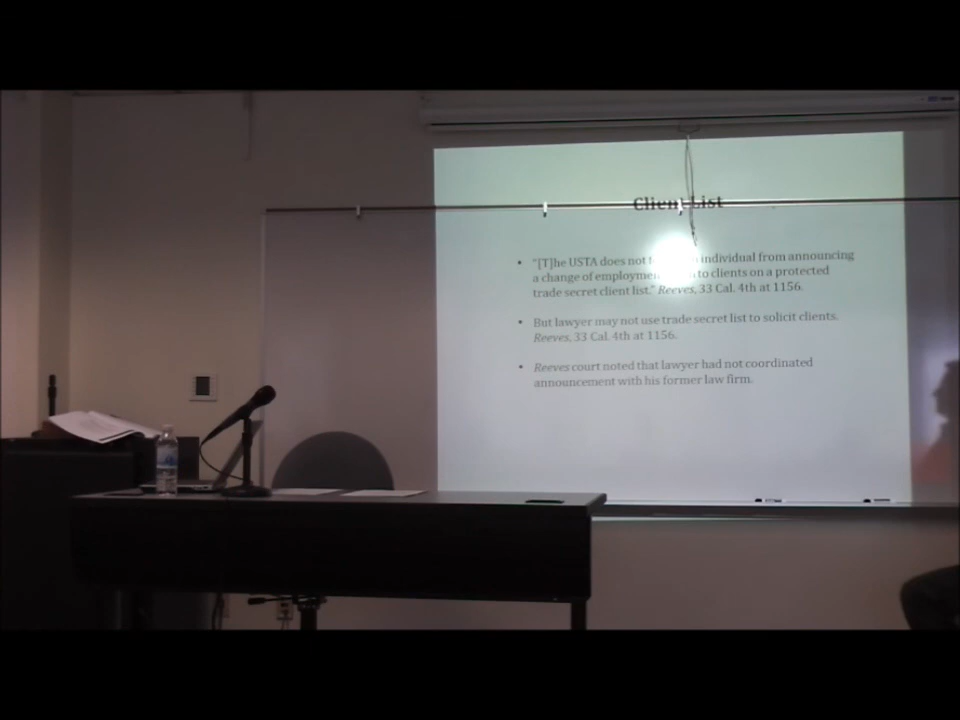 Client List
• "[T]he USTA does not individual from announcing
a change of employmen to clients on a protected
trade secret client list." Reeves, 33 Cal. 4th at 1156.
• But lawyer may not use trade secret list to solicit clients.
Reeves, 33 Cal. 4th at 1156.
• Reeves court noted that lawyer had not coordinated
announcement with his former law firm.